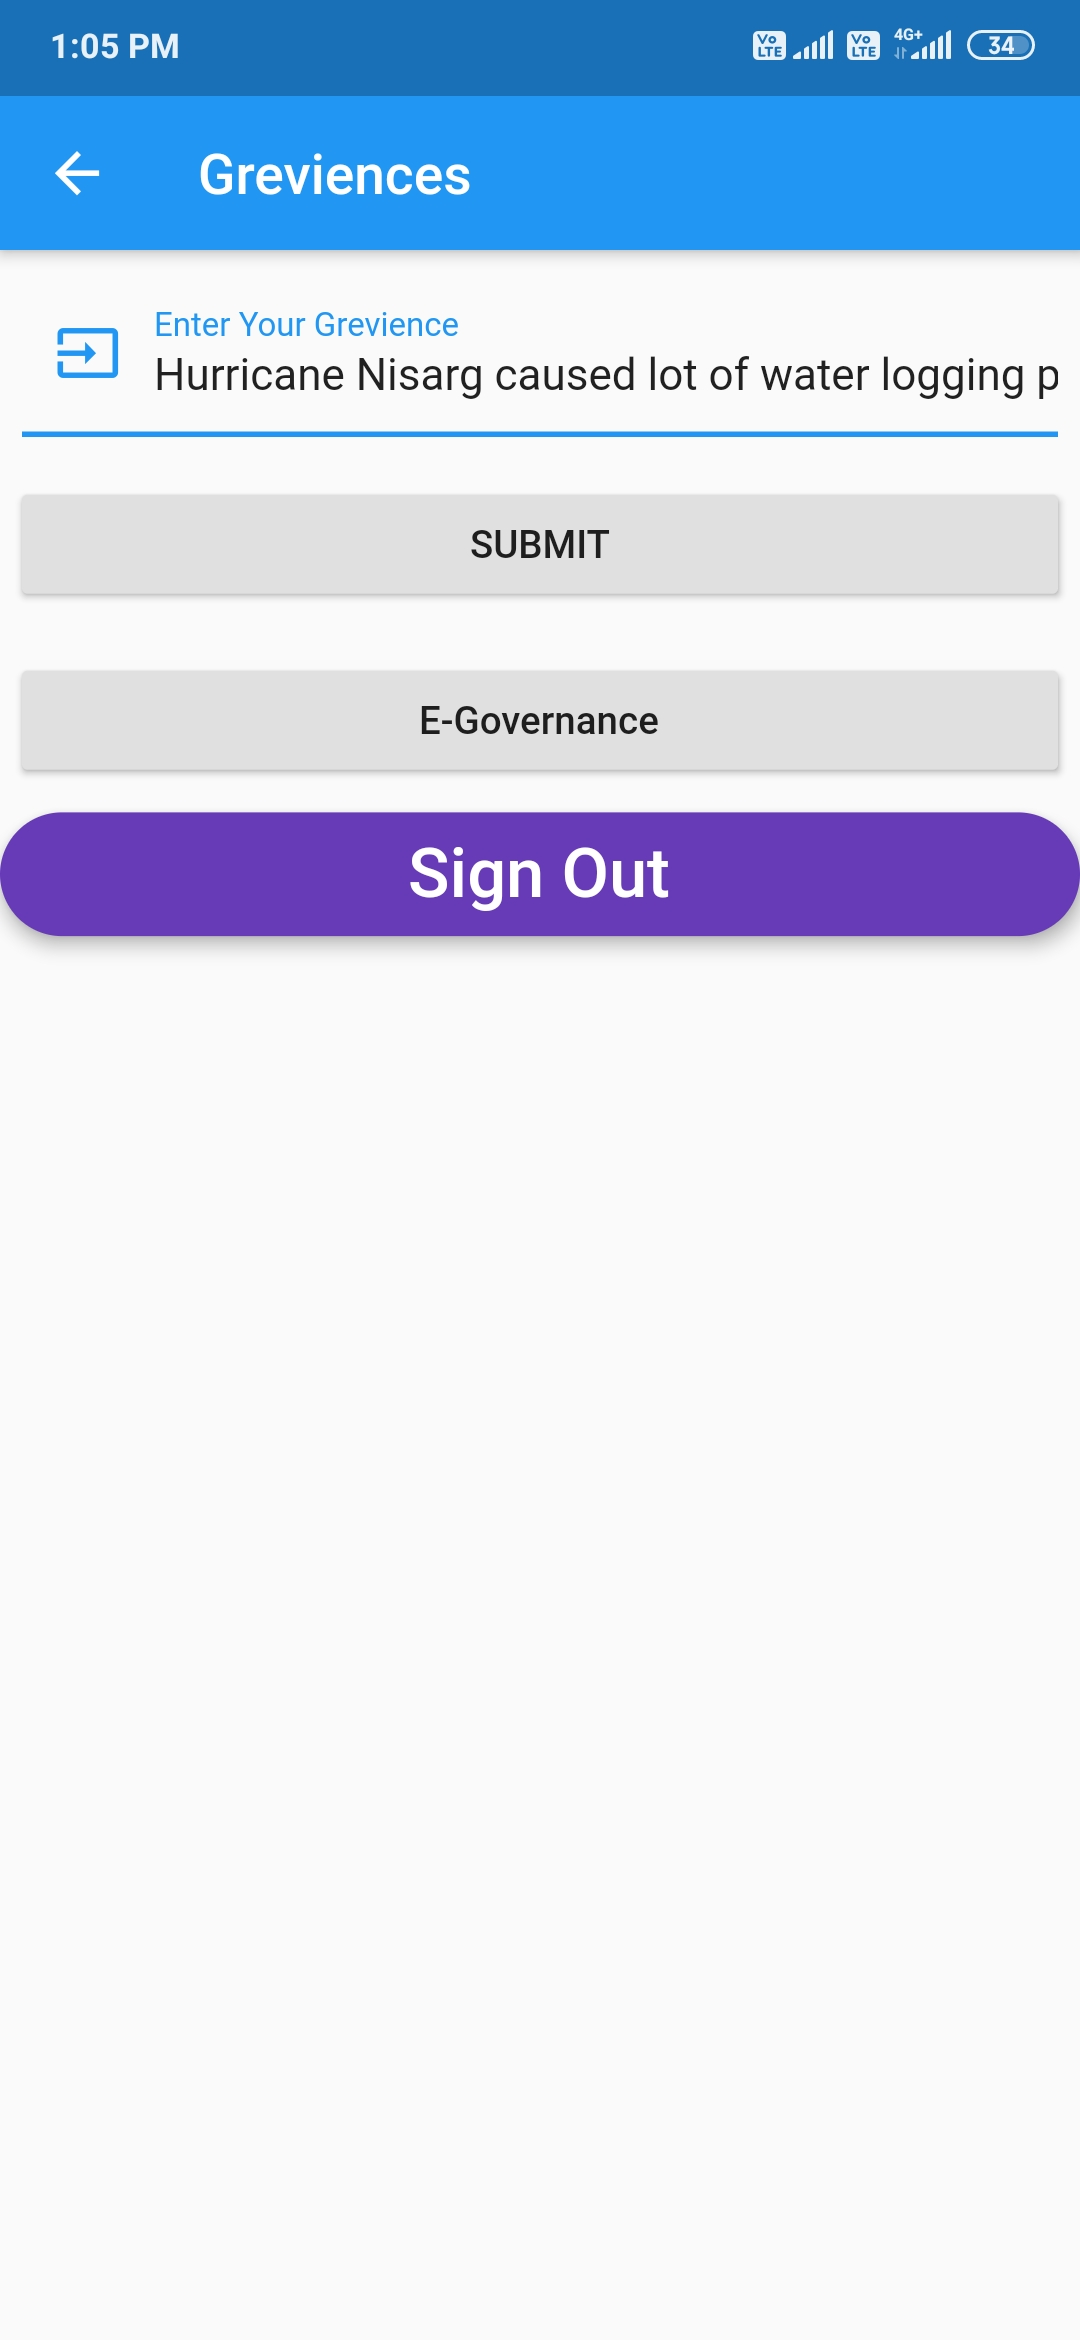 1:05 PM
Vo LTE Vo LTE 4G+ 34
Greviences
Enter Your Grevience
Hurricane Nisarg caused lot of water logging p
SUBMIT
E-Governance
Sign Out